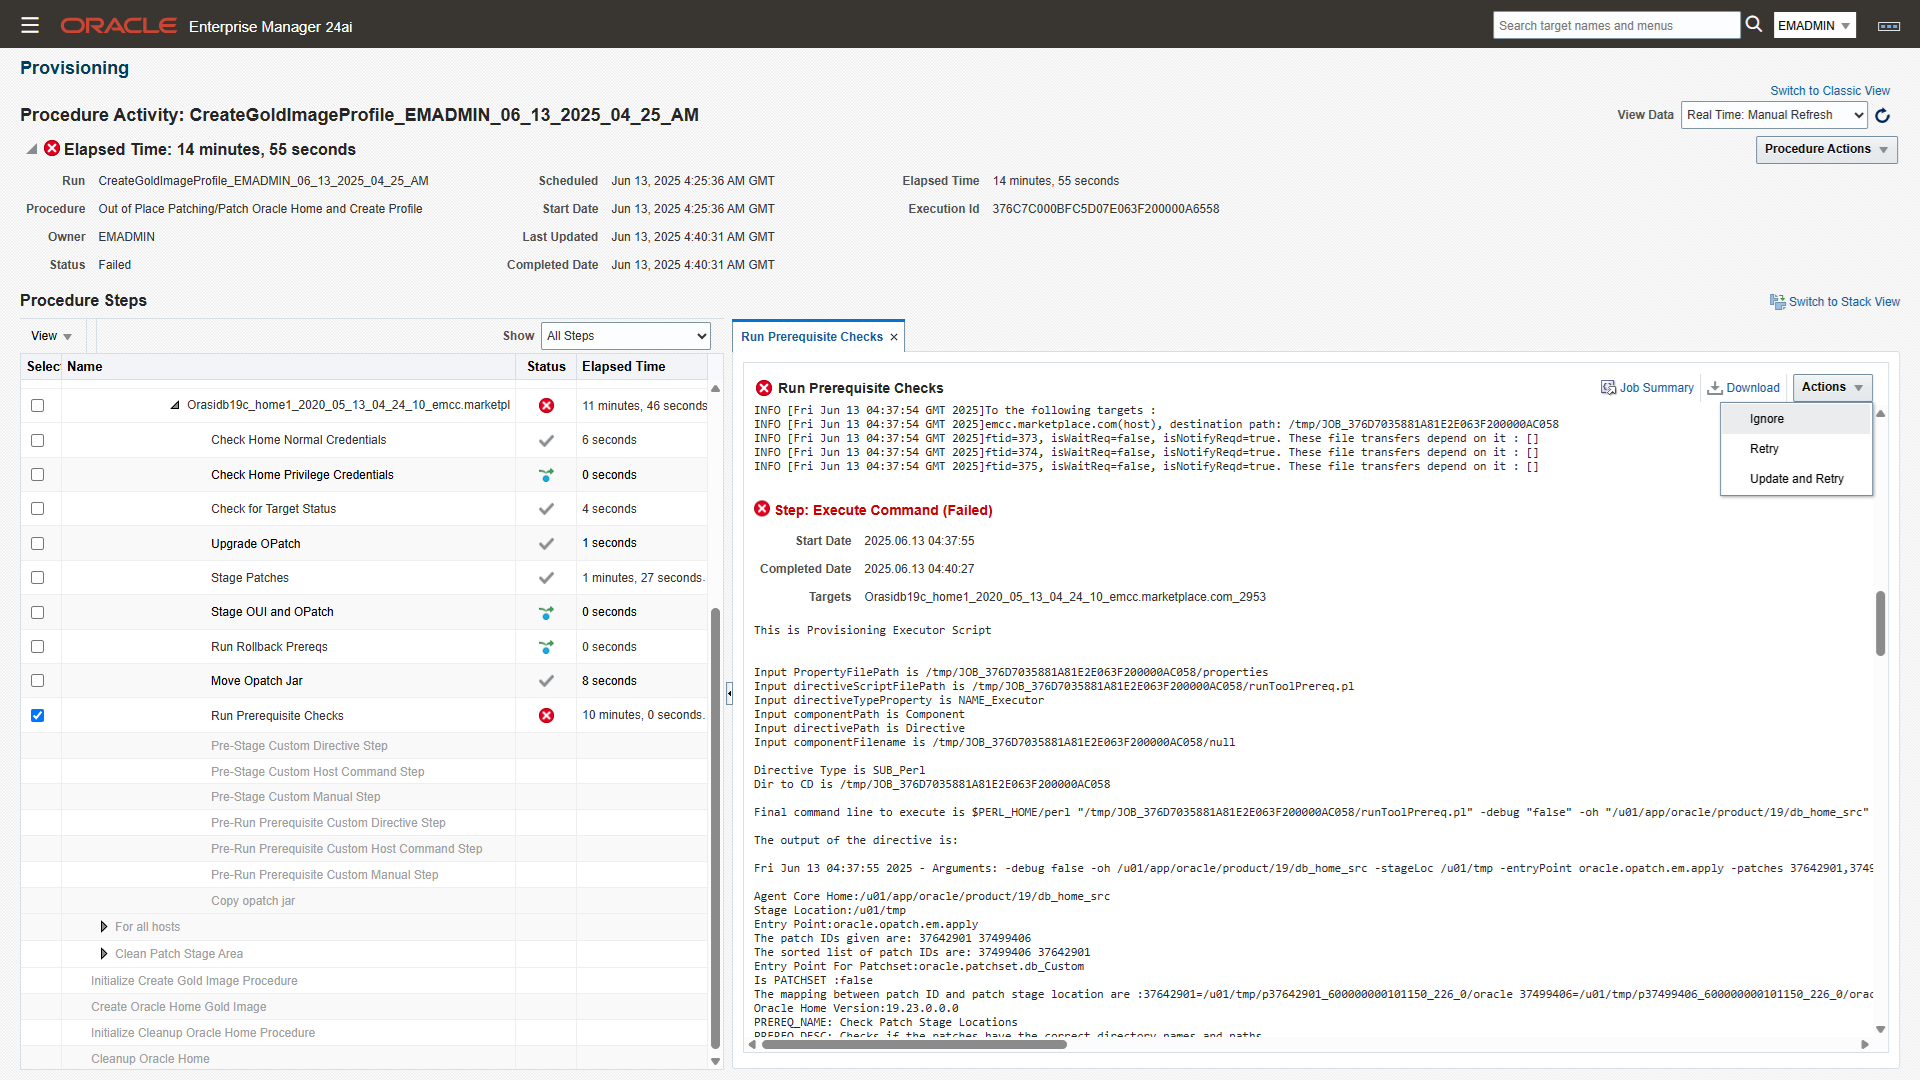 ORACLE Enterprise Manager 24ai
Search target names and menus
EMADMIN
Provisioning
Switch to Classic View
Procedure Activity: CreateGoldImageProfile_EMADMIN_06_13_2025_04_25_AM
View Data Real Time: Manual Refresh
Elapsed Time: 14 minutes, 55 seconds
Procedure Actions
Run CreateGoldImageProfile_EMADMIN_06_13_2025_04_25_AM
Scheduled Jun 13, 2025 4:25:36 AM GMT
Elapsed Time 14 minutes, 55 seconds
Procedure Out of Place Patching/Patch Oracle Home and Create Profile
Start Date Jun 13, 2025 4:25:36 AM GMT
Execution Id 376C7C000BFC5D07E063F200000A6558
Owner EMADMIN
Last Updated Jun 13, 2025 4:40:31 AM GMT
Status Failed
Completed Date Jun 13, 2025 4:40:31 AM GMT
Procedure Steps
Switch to Stack View
View
Show All Steps
Selec Name Status Elapsed Time
Orasidb19c_home1_2020_05_13_04_24_10_emcc.marketpl 11 minutes, 46 seconds
Check Home Normal Credentials 6 seconds
Check Home Privilege Credentials 0 seconds
Check for Target Status 4 seconds
Upgrade OPatch 1 seconds
Stage Patches 1 minutes, 27 seconds
Stage OUI and OPatch 0 seconds
Run Rollback Prereqs 0 seconds
Move Opatch Jar 8 seconds
Run Prerequisite Checks 10 minutes, 0 seconds
Pre-Stage Custom Directive Step
Pre-Stage Custom Host Command Step
Pre-Stage Custom Manual Step
Pre-Run Prerequisite Custom Directive Step
Pre-Run Prerequisite Custom Host Command Step
Pre-Run Prerequisite Custom Manual Step
Copy opatch jar
For all hosts
Clean Patch Stage Area
Initialize Create Gold Image Procedure
Create Oracle Home Gold Image
Initialize Cleanup Oracle Home Procedure
Cleanup Oracle Home
Run Prerequisite Checks
Run Prerequisite Checks
Job Summary
Download
Actions
Ignore
Retry
Update and Retry
INFO [Fri Jun 13 04:37:54 GMT 2025]To the following targets :
INFO [Fri Jun 13 04:37:54 GMT 2025]emcc.marketplace.com(host), destination path: /tmp/JOB_376D7035881A81E2E063F200000AC058
INFO [Fri Jun 13 04:37:54 GMT 2025]ftid=373, isWaitReq=false, isNotifyReqd=true. These file transfers depend on it : []
INFO [Fri Jun 13 04:37:54 GMT 2025]ftid=374, isWaitReq=false, isNotifyReqd=true. These file transfers depend on it : []
INFO [Fri Jun 13 04:37:54 GMT 2025]ftid=375, isWaitReq=false, isNotifyReqd=true. These file transfers depend on it : []
Step: Execute Command (Failed)
Start Date 2025.06.13 04:37:55
Completed Date 2025.06.13 04:40:27
Targets Orasidb19c_home1_2020_05_13_04_24_10_emcc.marketplace.com_2953
This is Provisioning Executor Script
Input PropertyFilePath is /tmp/JOB_376D7035881A81E2E063F200000AC058/properties
Input directiveScriptFilePath is /tmp/JOB_376D7035881A81E2E063F200000AC058/runToolPrereq.pl
Input directiveTypeProperty is NAME_Executor
Input componentPath is Component
Input directivePath is Directive
Input componentFilename is /tmp/JOB_376D7035881A81E2E063F200000AC058/null
Directive Type is SUB_Perl
Dir to CD is /tmp/JOB_376D7035881A81E2E063F200000AC058
Final command line to execute is $PERL_HOME/perl "/tmp/JOB_376D7035881A81E2E063F200000AC058/runToolPrereq.pl" -debug "false" -oh "/u01/app/oracle/product/19/db_home_src"
The output of the directive is:
Fri Jun 13 04:37:55 2025 - Arguments: -debug false -oh /u01/app/oracle/product/19/db_home_src -stageLoc /u01/tmp -entryPoint oracle.opatch.em.apply -patches 37642901,3749
Agent Core Home:/u01/app/oracle/product/19/db_home_src
Stage Location:/u01/tmp
Entry Point:oracle.opatch.em.apply
The patch IDs given are: 37642901 37499406
The sorted list of patch IDs are: 37499406 37642901
Entry Point For Patchset:oracle.patchset.db_Custom
Is PATCHSET :false
The mapping between patch ID and patch stage location are :37642901=/u01/tmp/p37642901_600000000101150_226_0/oracle 37499406=/u01/tmp/p37499406_600000000101150_226_0/orac
Oracle Home Version:19.23.0.0.0
PREREQ_NAME: Check Patch Stage Locations
PREREQ_DESC: Checks if the patches have the correct directory names and paths